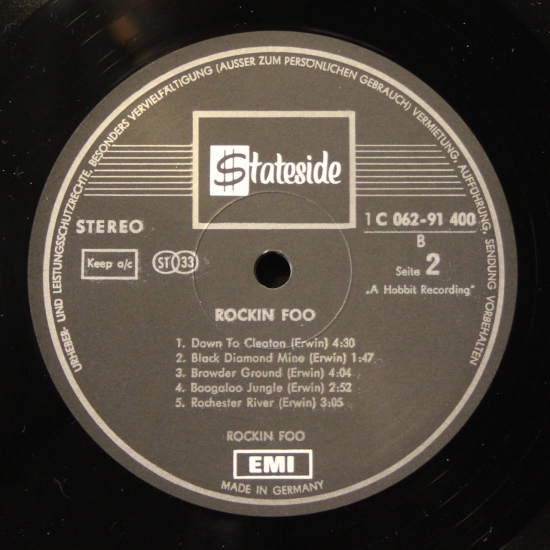 URHEBER- UND LEISTUNGSSCHUTZRECHTE, BESONDERS VERVIELFÄLTIGUNG (AUSSER ZUM PERSÖNLICHEN GEBRAUCH) VERMIETUNG, AUFFÜHRUNG, SENDUNG VORBEHALTEN
$tateside
STEREO
1 C 062-91 400
B
Keep a/c
ST 33
Seite 2
„A Hobbit Recording"
ROCKIN FOO
1. Down To Cleaton (Erwin) 4:30
2. Black Diamond Mine (Erwin) 1:47
3. Browder Ground (Erwin) 4:04
4. Boogaloo Jungle (Erwin) 2:52
5. Rochester River (Erwin) 3:05
ROCKIN FOO
EMI
MADE IN GERMANY